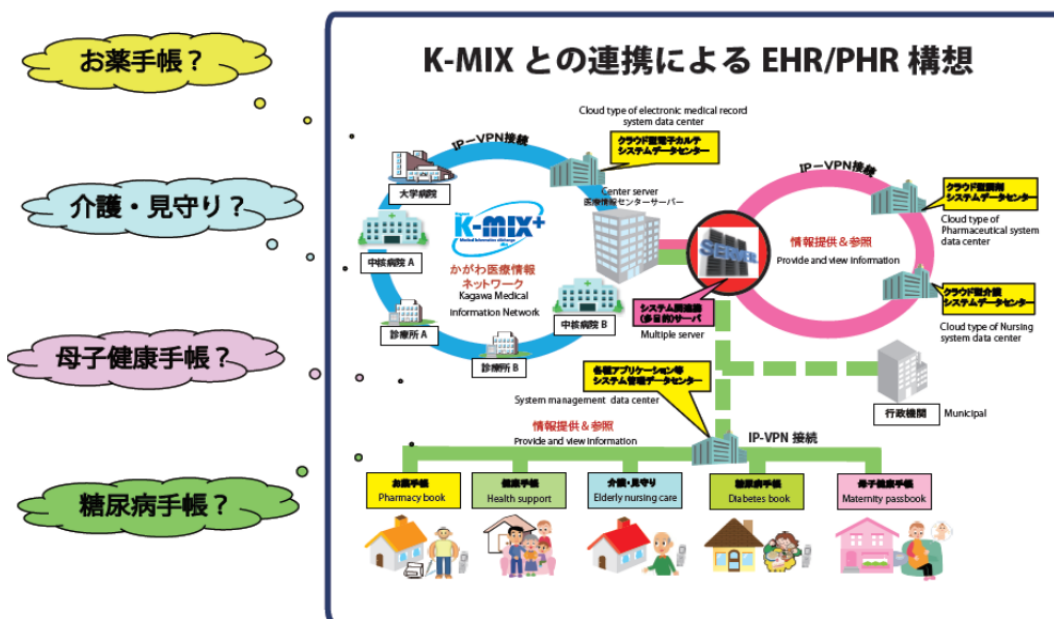 お薬手帳？
介護・見守り？
母子健康手帳？
糖尿病手帳？
K-MIX との連携による EHR/PHR 構想
Cloud type of electronic medical record
system data center
IP－VPN接続
クラウド型電子カルテ
システムデータセンター
大学病院
Center server
医療情報センターサーバー
K-MIX+
Medical Information eXchange
かがわ医療情報
ネットワーク
Kagawa Medical
Information Network
中核病院 A
中核病院 B
診療所 A
診療所 B
SERVER
システム間連携
(多目的)サーバ
Multiple server
IP－VPN接続
情報提供＆参照
Provide and view information
クラウド型調剤
システムデータセンター
Cloud type of
Pharmaceutical system
data center
クラウド型介護
システムデータセンター
Cloud type of Nursing
system data center
行政機関
Municipal
各種アプリケーション等
システム管理データセンター
System management data center
情報提供＆参照
Provide and view information
IP-VPN 接続
お薬手帳
Pharmacy book
健康手帳
Health support
介護・見守り
Elderly nursing care
糖尿病手帳
Diabetes book
母子健康手帳
Maternity passbook